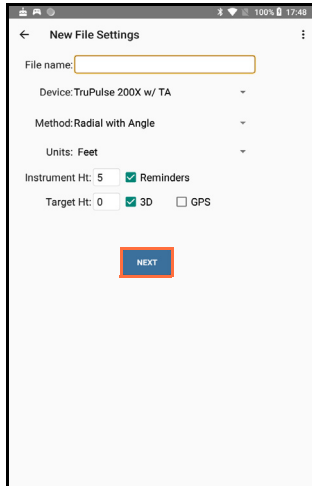 100% 17:48
New File Settings
File name:
Device: TruPulse 200X w/ TA
Method: Radial with Angle
Units: Feet
Instrument Ht: 5 Reminders
Target Ht: 0 3D GPS
NEXT